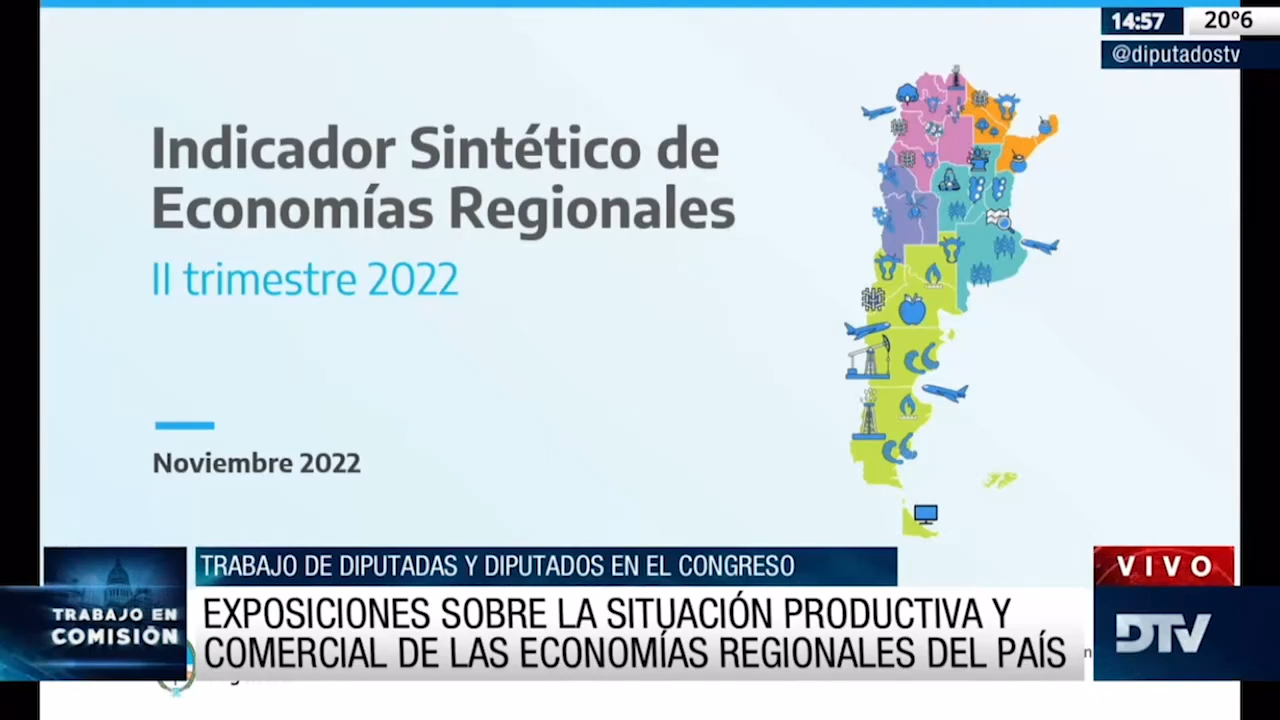 14:57
20°6
@diputadostv
Indicador Sintético de
Economías Regionales
II trimestre 2022
Noviembre 2022
TRABAJO DE DIPUTADAS Y DIPUTADOS EN EL CONGRESO
VIVO
TRABAJO EN
COMISIÓN
EXPOSICIONES SOBRE LA SITUACIÓN PRODUCTIVA Y
COMERCIAL DE LAS ECONOMÍAS REGIONALES DEL PAÍS
DTV